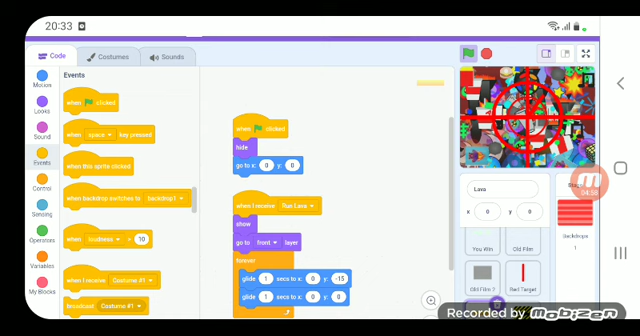 20:33
Code
Costumes
Sounds
Motion
Looks
Sound
Events
Control
Sensing
Operators
Variables
My Blocks
Events
when clicked
when space key pressed
when this sprite clicked
when backdrop switches to backdrop1
when loudness > 10
when I receive Costume #1
broadcast Costume #1
when clicked
hide
go to x: 0 y: 0
when I receive Run Lava
show
go to front layer
forever
glide 1 secs to x: 0 y: -15
glide 1 secs to x: 0 y: 0
Lava
x 0 y 0
You Win
Old Film
Old Film 2
Red Target
Stage
Backdrops
1
04:58
Recorded by Mobizen